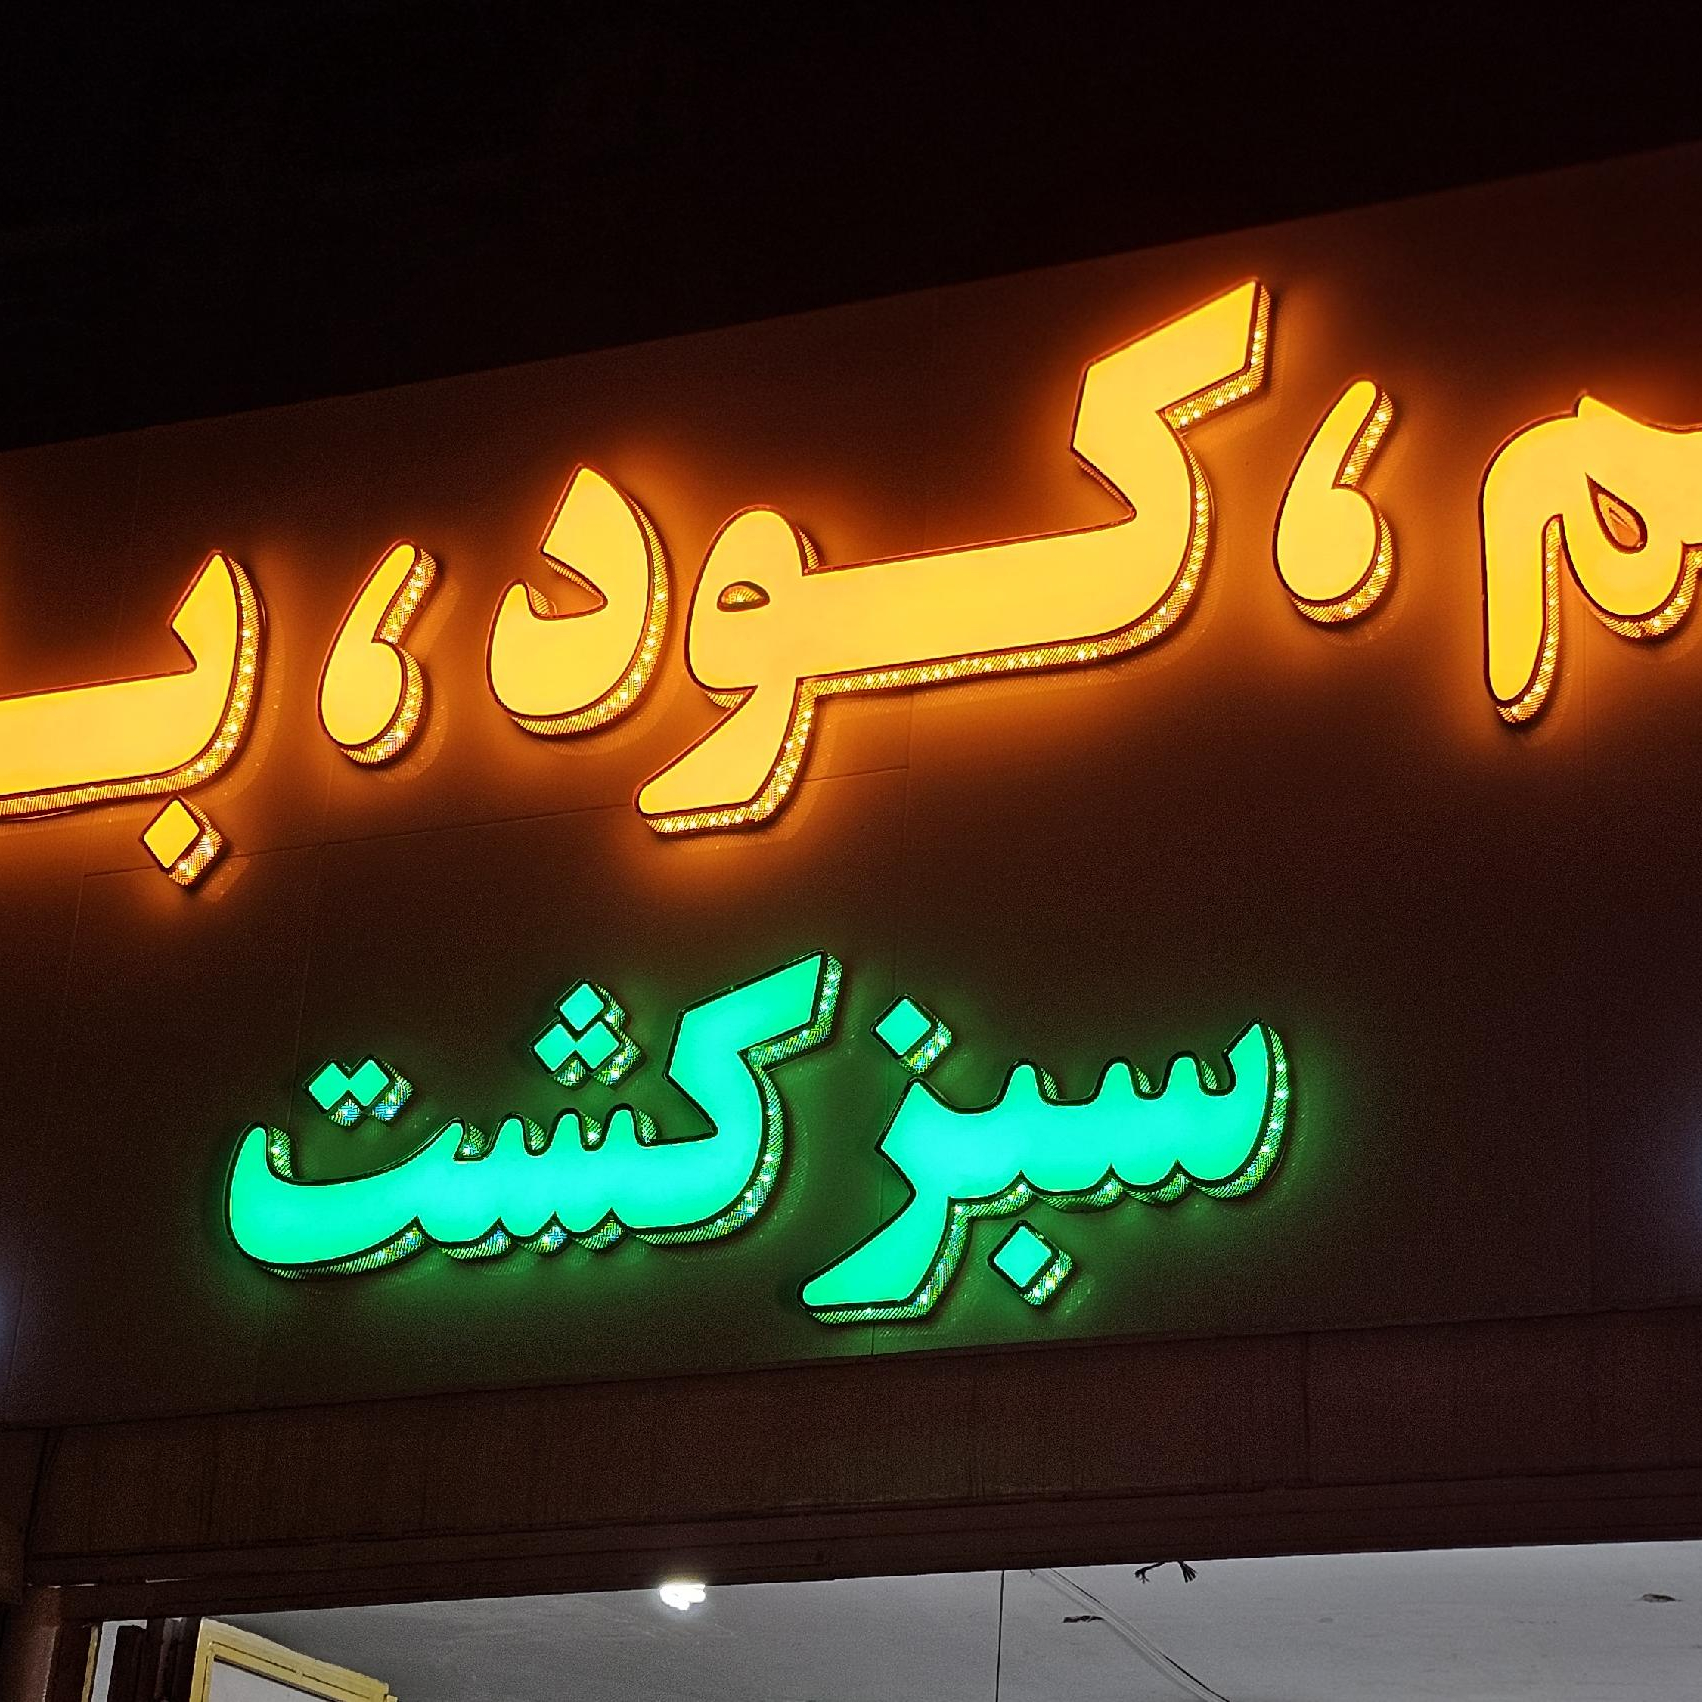 ، کود ،
سبز کشت